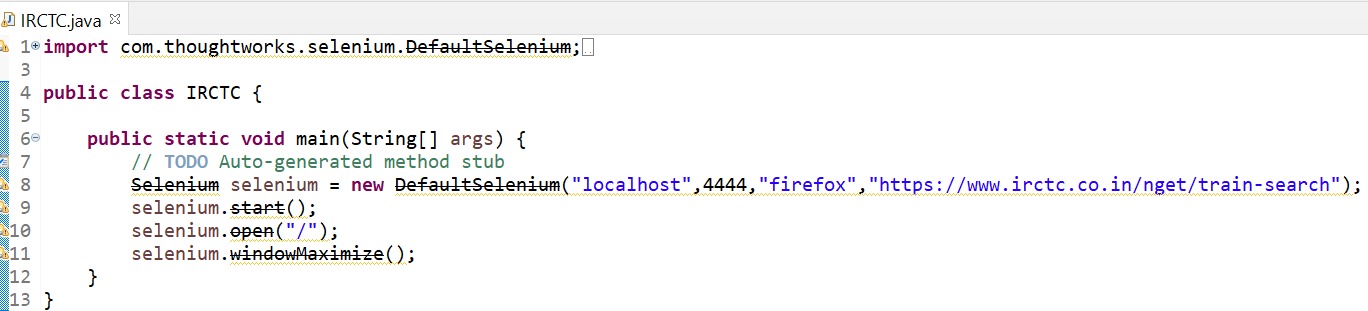 IRCTC.java
1 import com.thoughtworks.selenium.DefaultSelenium;
3
4 public class IRCTC {
5
6 public static void main(String[] args) {
7 // TODO Auto-generated method stub
8 Selenium selenium = new DefaultSelenium("localhost",4444,"firefox","https://www.irctc.co.in/nget/train-search");
9 selenium.start();
10 selenium.open("/");
11 selenium.windowMaximize();
12 }
13 }